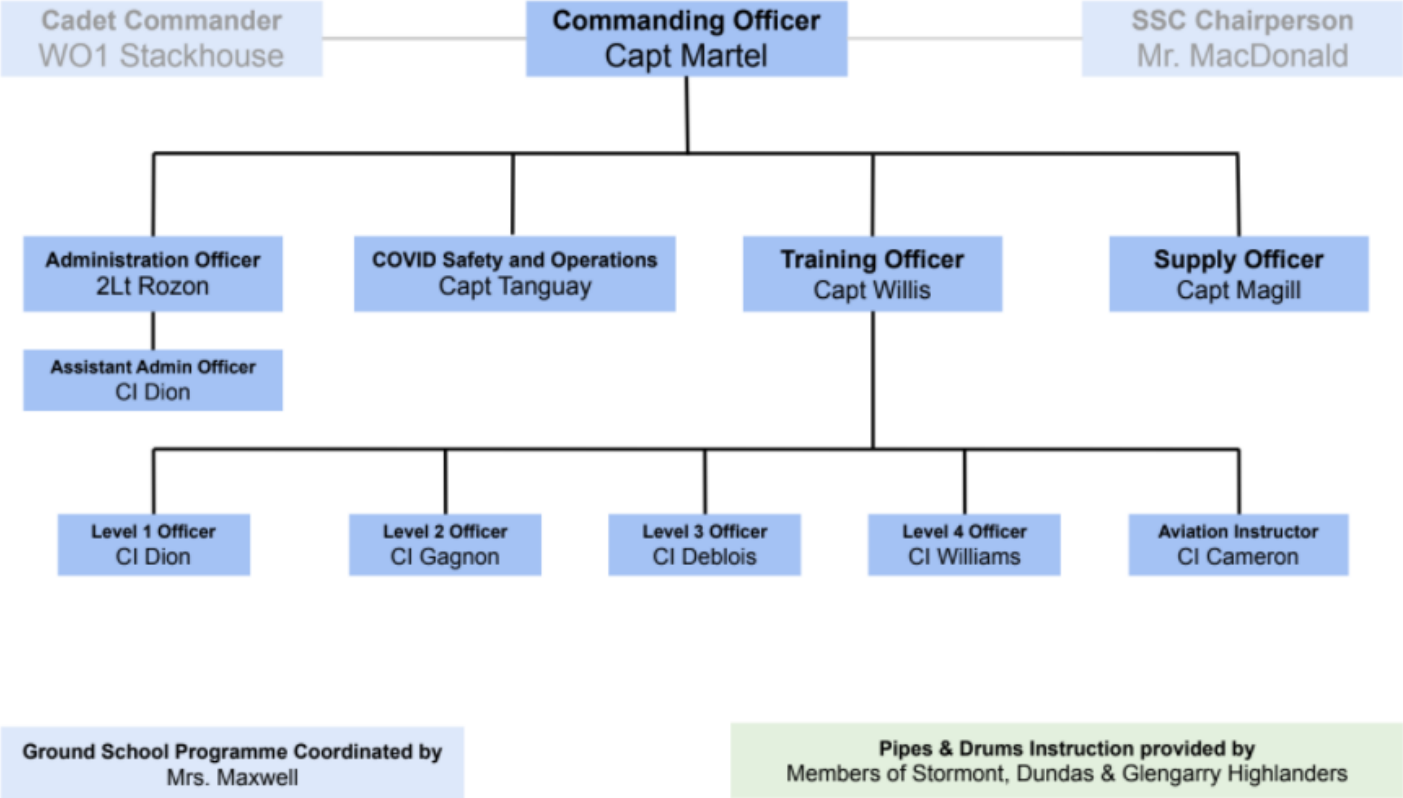 Cadet Commander
WO1 Stackhouse
Commanding Officer
Capt Martel
SSC Chairperson
Mr. MacDonald
Administration Officer
2Lt Rozon
COVID Safety and Operations
Capt Tanguay
Training Officer
Capt Willis
Supply Officer
Capt Magill
Assistant Admin Officer
CI Dion
Level 1 Officer
CI Dion
Level 2 Officer
CI Gagnon
Level 3 Officer
CI Deblois
Level 4 Officer
CI Williams
Aviation Instructor
CI Cameron
Ground School Programme Coordinated by
Mrs. Maxwell
Pipes & Drums Instruction provided by
Members of Stormont, Dundas & Glengarry Highlanders